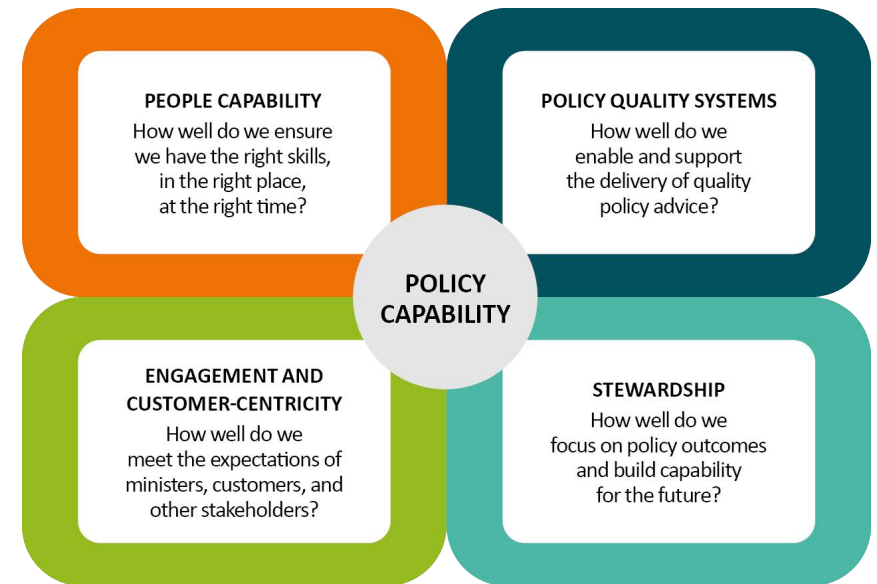 PEOPLE CAPABILITY
How well do we ensure
we have the right skills,
in the right place,
at the right time?
POLICY QUALITY SYSTEMS
How well do we
enable and support
the delivery of quality
policy advice?
POLICY
CAPABILITY
ENGAGEMENT AND
CUSTOMER-CENTRICITY
How well do we
meet the expectations of
ministers, customers, and
other stakeholders?
STEWARDSHIP
How well do we
focus on policy outcomes
and build capability
for the future?